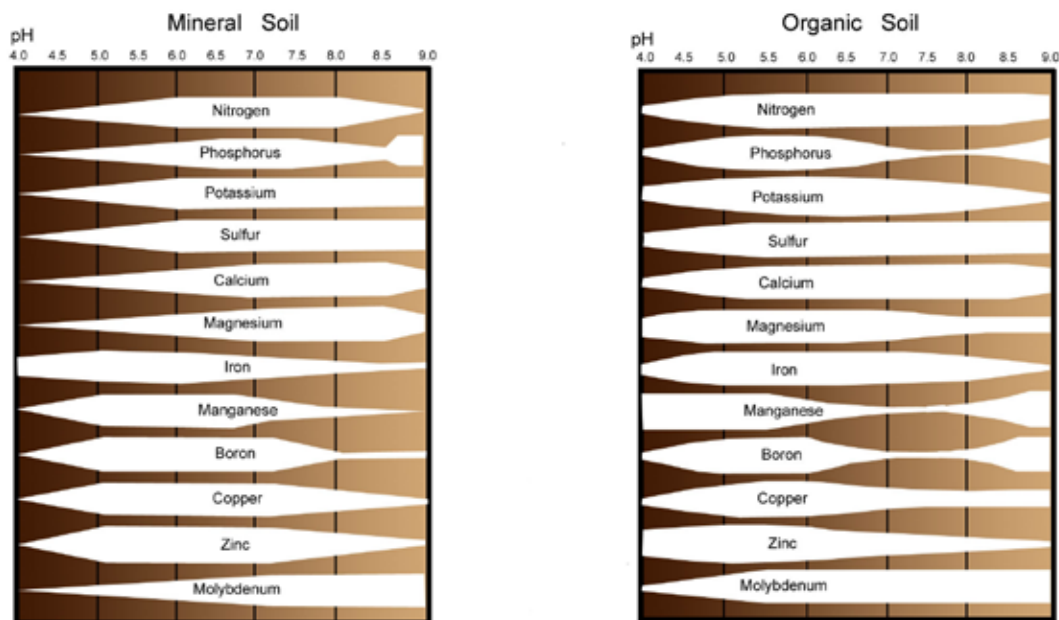 Mineral Soil
pH
4.0 4.5 5.0 5.5 6.0 6.5 7.0 7.5 8.0 8.5 9.0
Nitrogen
Phosphorus
Potassium
Sulfur
Calcium
Magnesium
Iron
Manganese
Boron
Copper
Zinc
Molybdenum
Organic Soil
pH
4.0 4.5 5.0 5.5 6.0 6.5 7.0 7.5 8.0 8.5 9.0
Nitrogen
Phosphorus
Potassium
Sulfur
Calcium
Magnesium
Iron
Manganese
Boron
Copper
Zinc
Molybdenum